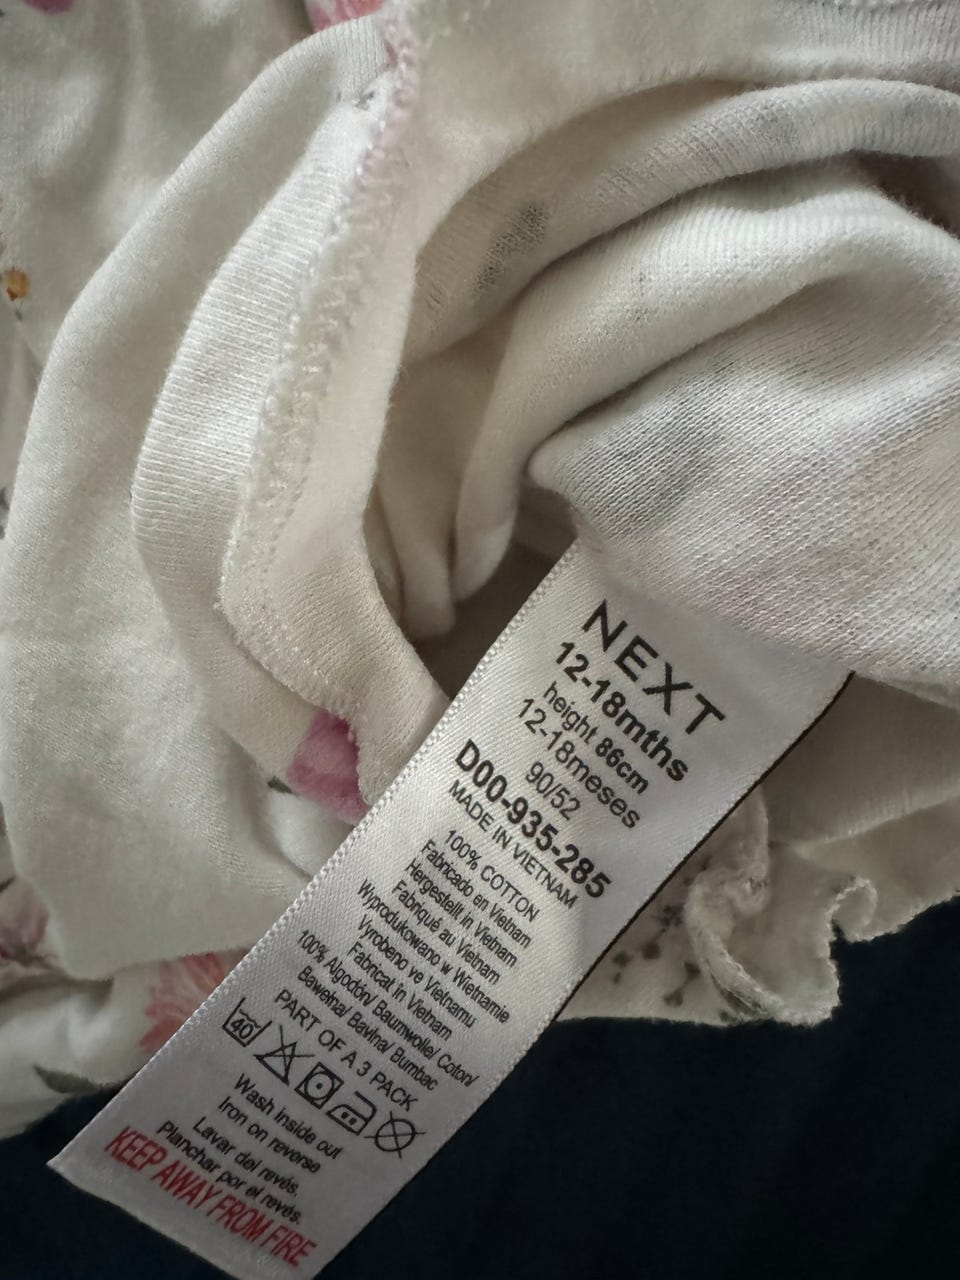 NEXT
12-18mths
height 86cm
12-18meses
90/52
D00-935-285
MADE IN VIETNAM
100% COTTON
Fabricado en Vietnam
Hergestellt in Vietnam
Fabriqué au Vietnam
Wyprodukowano w Wietnamie
Vyrobeno ve Vietnamu
Fabricat in Vietnam
100% Algodón/ Baumwolle/ Coton/
Bawełna/ Bavlna/ Bumbac
PART OF A 3 PACK
40
Wash inside out
Iron on reverse
Lavar del revés.
Planchar por el revés.
KEEP AWAY FROM FIRE